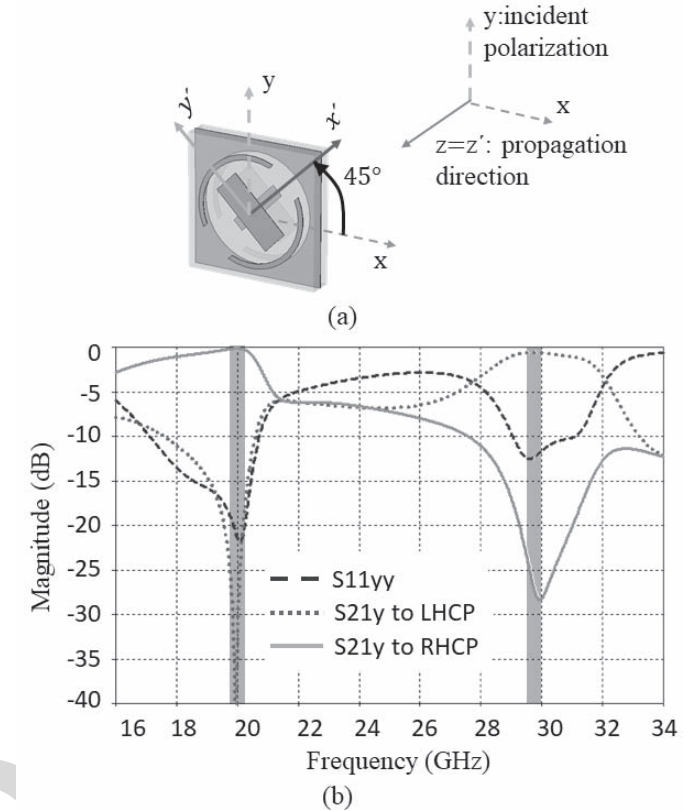 y:incident
polarization
x
z=z´: propagation
direction
y´
y
x´
45°
x
(a)
0
-5
-10
-15
-20
-25
-30
-35
-40
Magnitude (dB)
S11yy
S21y to LHCP
S21y to RHCP
16 18 20 22 24 26 28 30 32 34
Frequency (GHz)
(b)